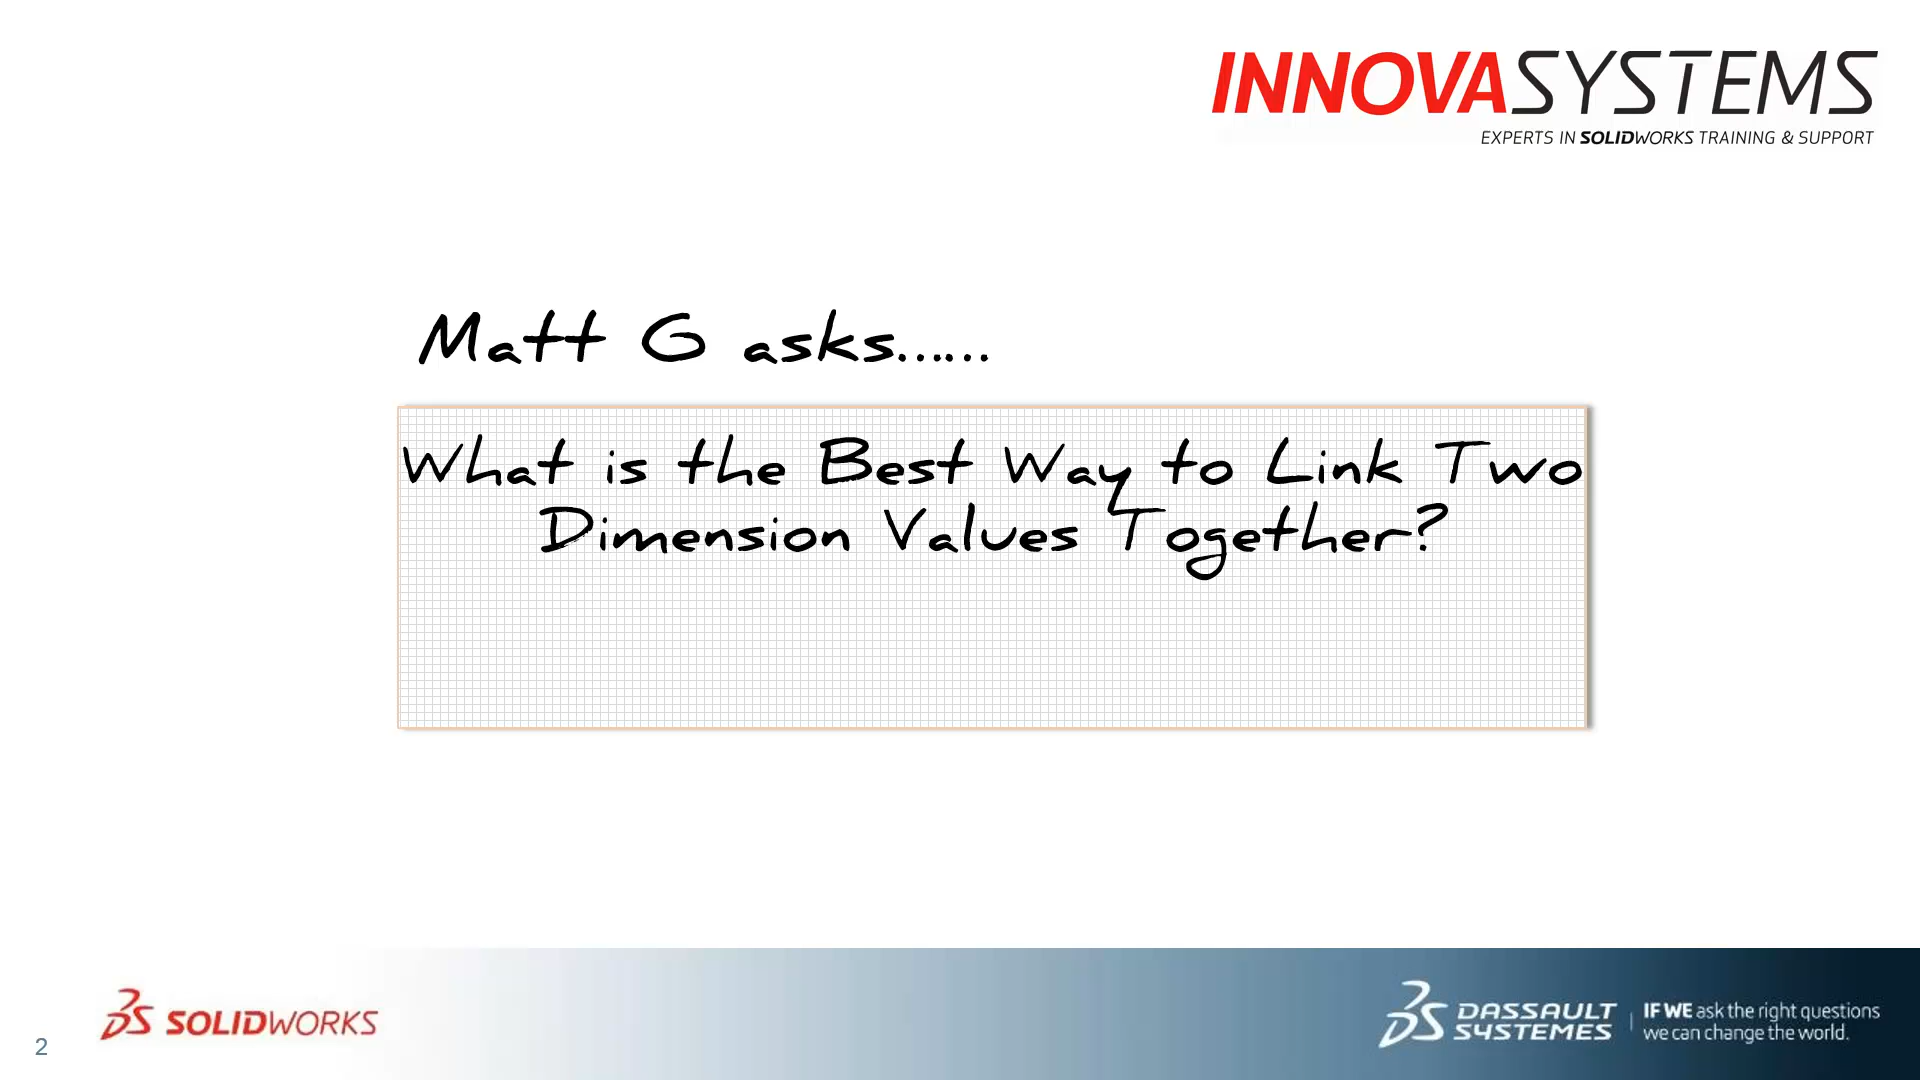 INNOVASYSTEMS
EXPERTS IN SOLIDWORKS TRAINING & SUPPORT
Matt G asks......
What is the Best Way to Link Two
Dimension Values Together?
2
SOLIDWORKS
DASSAULT
SYSTEMES
IF WE ask the right questions
we can change the world.